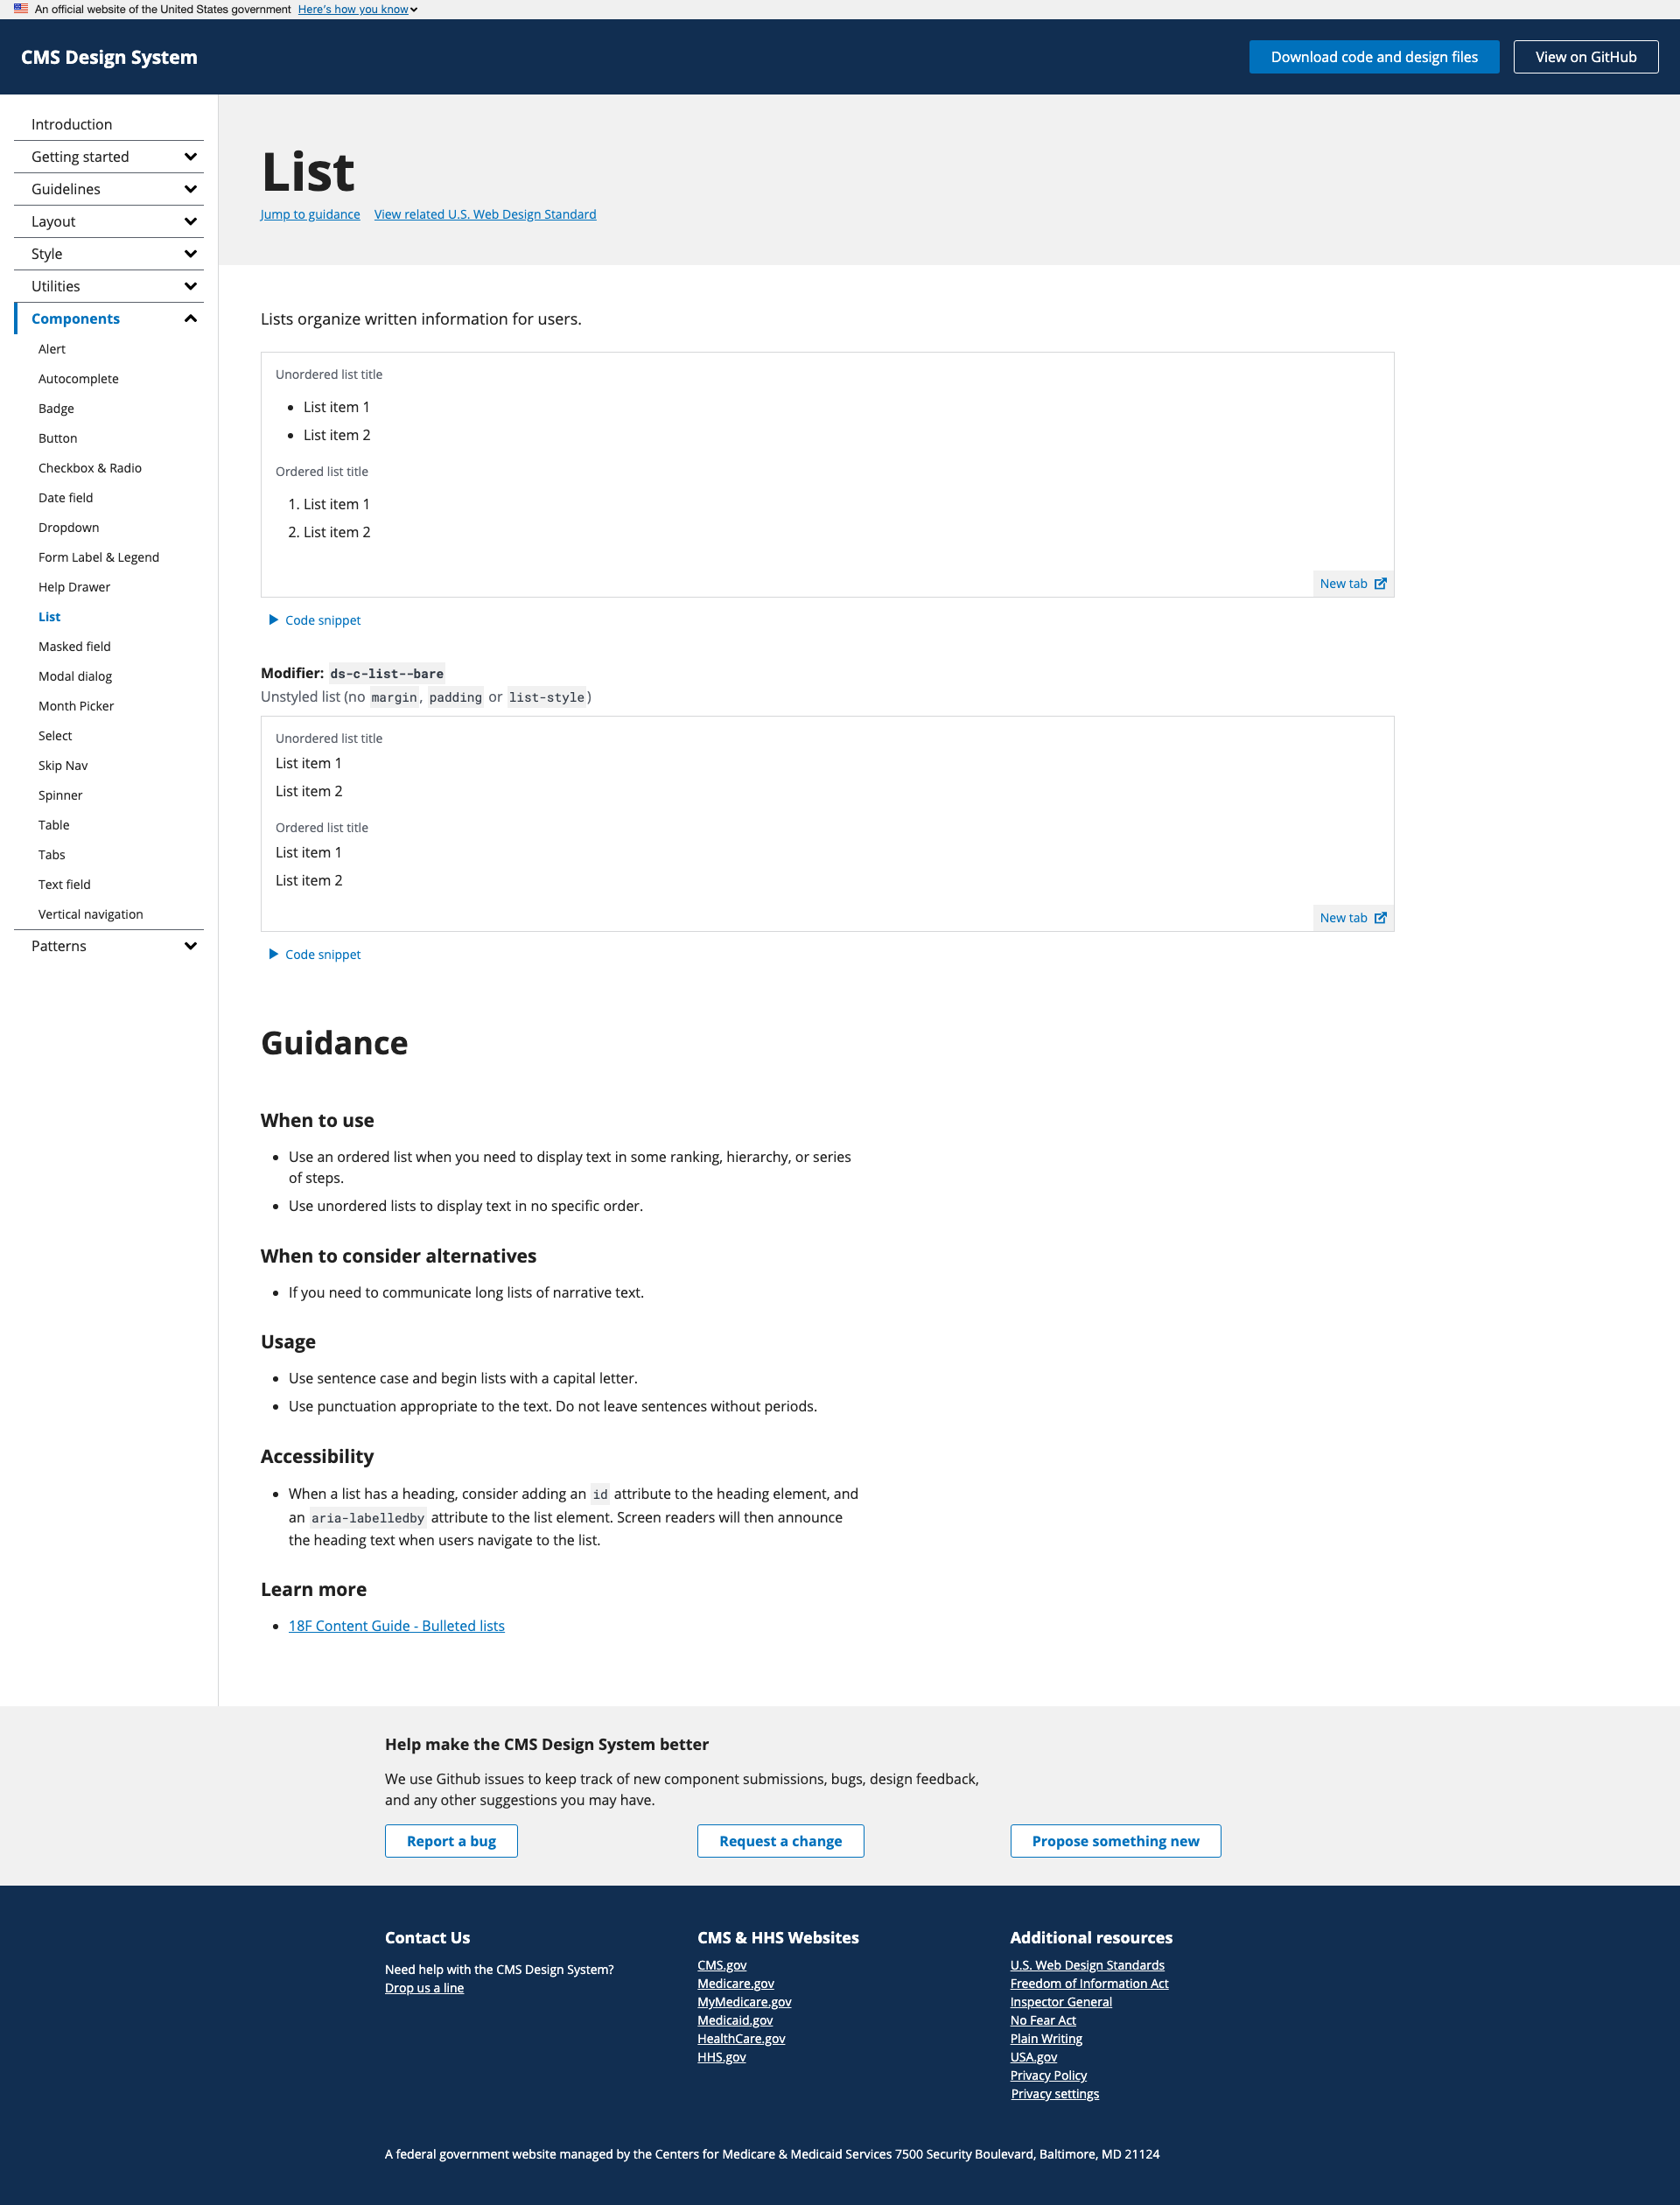 An official website of the United States government Here's how you know
CMS Design System
Download code and design files
View on GitHub
Introduction
Getting started
Guidelines
Layout
Style
Utilities
Components
Alert
Autocomplete
Badge
Button
Checkbox & Radio
Date field
Dropdown
Form Label & Legend
Help Drawer
List
Masked field
Modal dialog
Month Picker
Select
Skip Nav
Spinner
Table
Tabs
Text field
Vertical navigation
Patterns
List
Jump to guidance View related U.S. Web Design Standard
Lists organize written information for users.
Unordered list title
• List item 1
• List item 2
Ordered list title
1. List item 1
2. List item 2
New tab
Code snippet
Modifier: ds-c-list--bare
Unstyled list (no margin, padding or list-style)
Unordered list title
List item 1
List item 2
Ordered list title
List item 1
List item 2
New tab
Code snippet
Guidance
When to use
• Use an ordered list when you need to display text in some ranking, hierarchy, or series
of steps.
• Use unordered lists to display text in no specific order.
When to consider alternatives
• If you need to communicate long lists of narrative text.
Usage
• Use sentence case and begin lists with a capital letter.
• Use punctuation appropriate to the text. Do not leave sentences without periods.
Accessibility
• When a list has a heading, consider adding an id attribute to the heading element, and
an aria-labelledby attribute to the list element. Screen readers will then announce
the heading text when users navigate to the list.
Learn more
• 18F Content Guide - Bulleted lists
Help make the CMS Design System better
We use Github issues to keep track of new component submissions, bugs, design feedback,
and any other suggestions you may have.
Report a bug
Request a change
Propose something new
Contact Us
Need help with the CMS Design System?
Drop us a line
CMS & HHS Websites
CMS.gov
Medicare.gov
MyMedicare.gov
Medicaid.gov
HealthCare.gov
HHS.gov
Additional resources
U.S. Web Design Standards
Freedom of Information Act
Inspector General
No Fear Act
Plain Writing
USA.gov
Privacy Policy
Privacy settings
A federal government website managed by the Centers for Medicare & Medicaid Services 7500 Security Boulevard, Baltimore, MD 21124